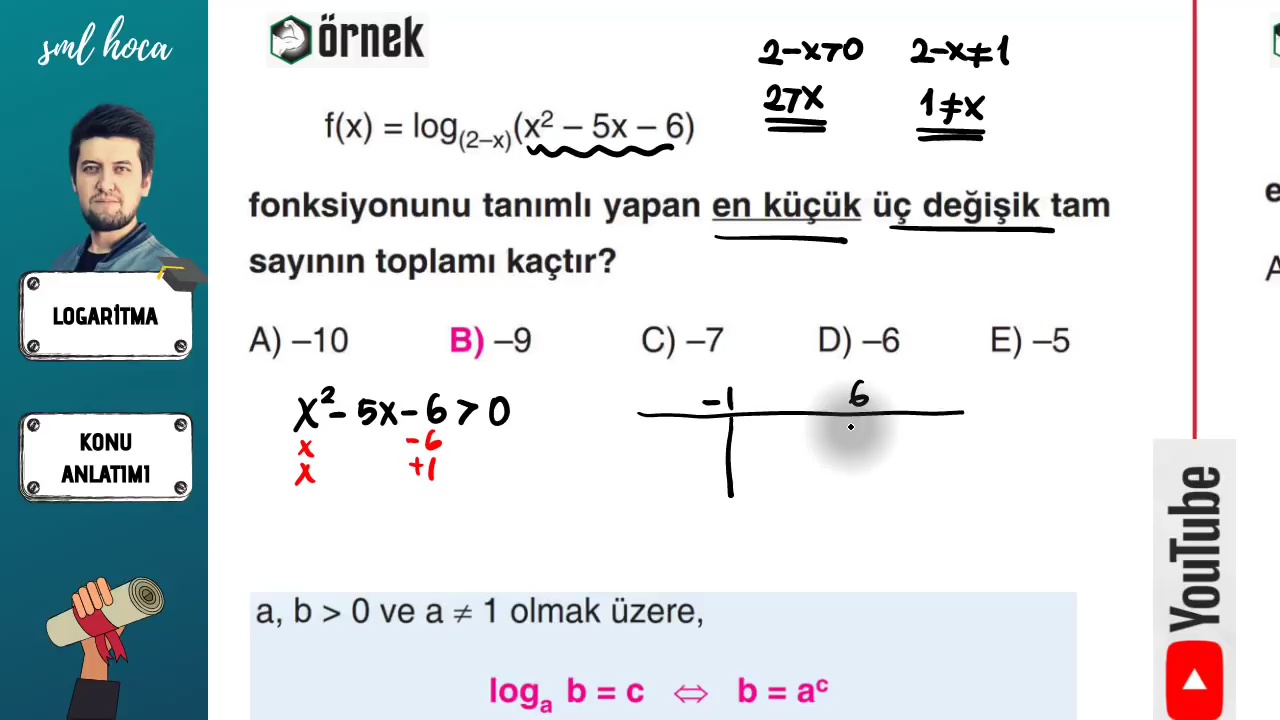 sml hoca
LOGARİTMA
KONU
ANLATIMI
örnek
2-x>0 2-x≠1
2>x 1≠x
f(x) = log(2–x)(x² – 5x – 6)
fonksiyonunu tanımlı yapan en küçük üç değişik tam
sayının toplamı kaçtır?
A) –10 B) –9 C) –7 D) –6 E) –5
x²- 5x - 6 > 0
x -6
x +1
-1 6
a, b > 0 ve a ≠ 1 olmak üzere,
logₐ b = c ⇔ b = aᶜ
YouTube
e
A